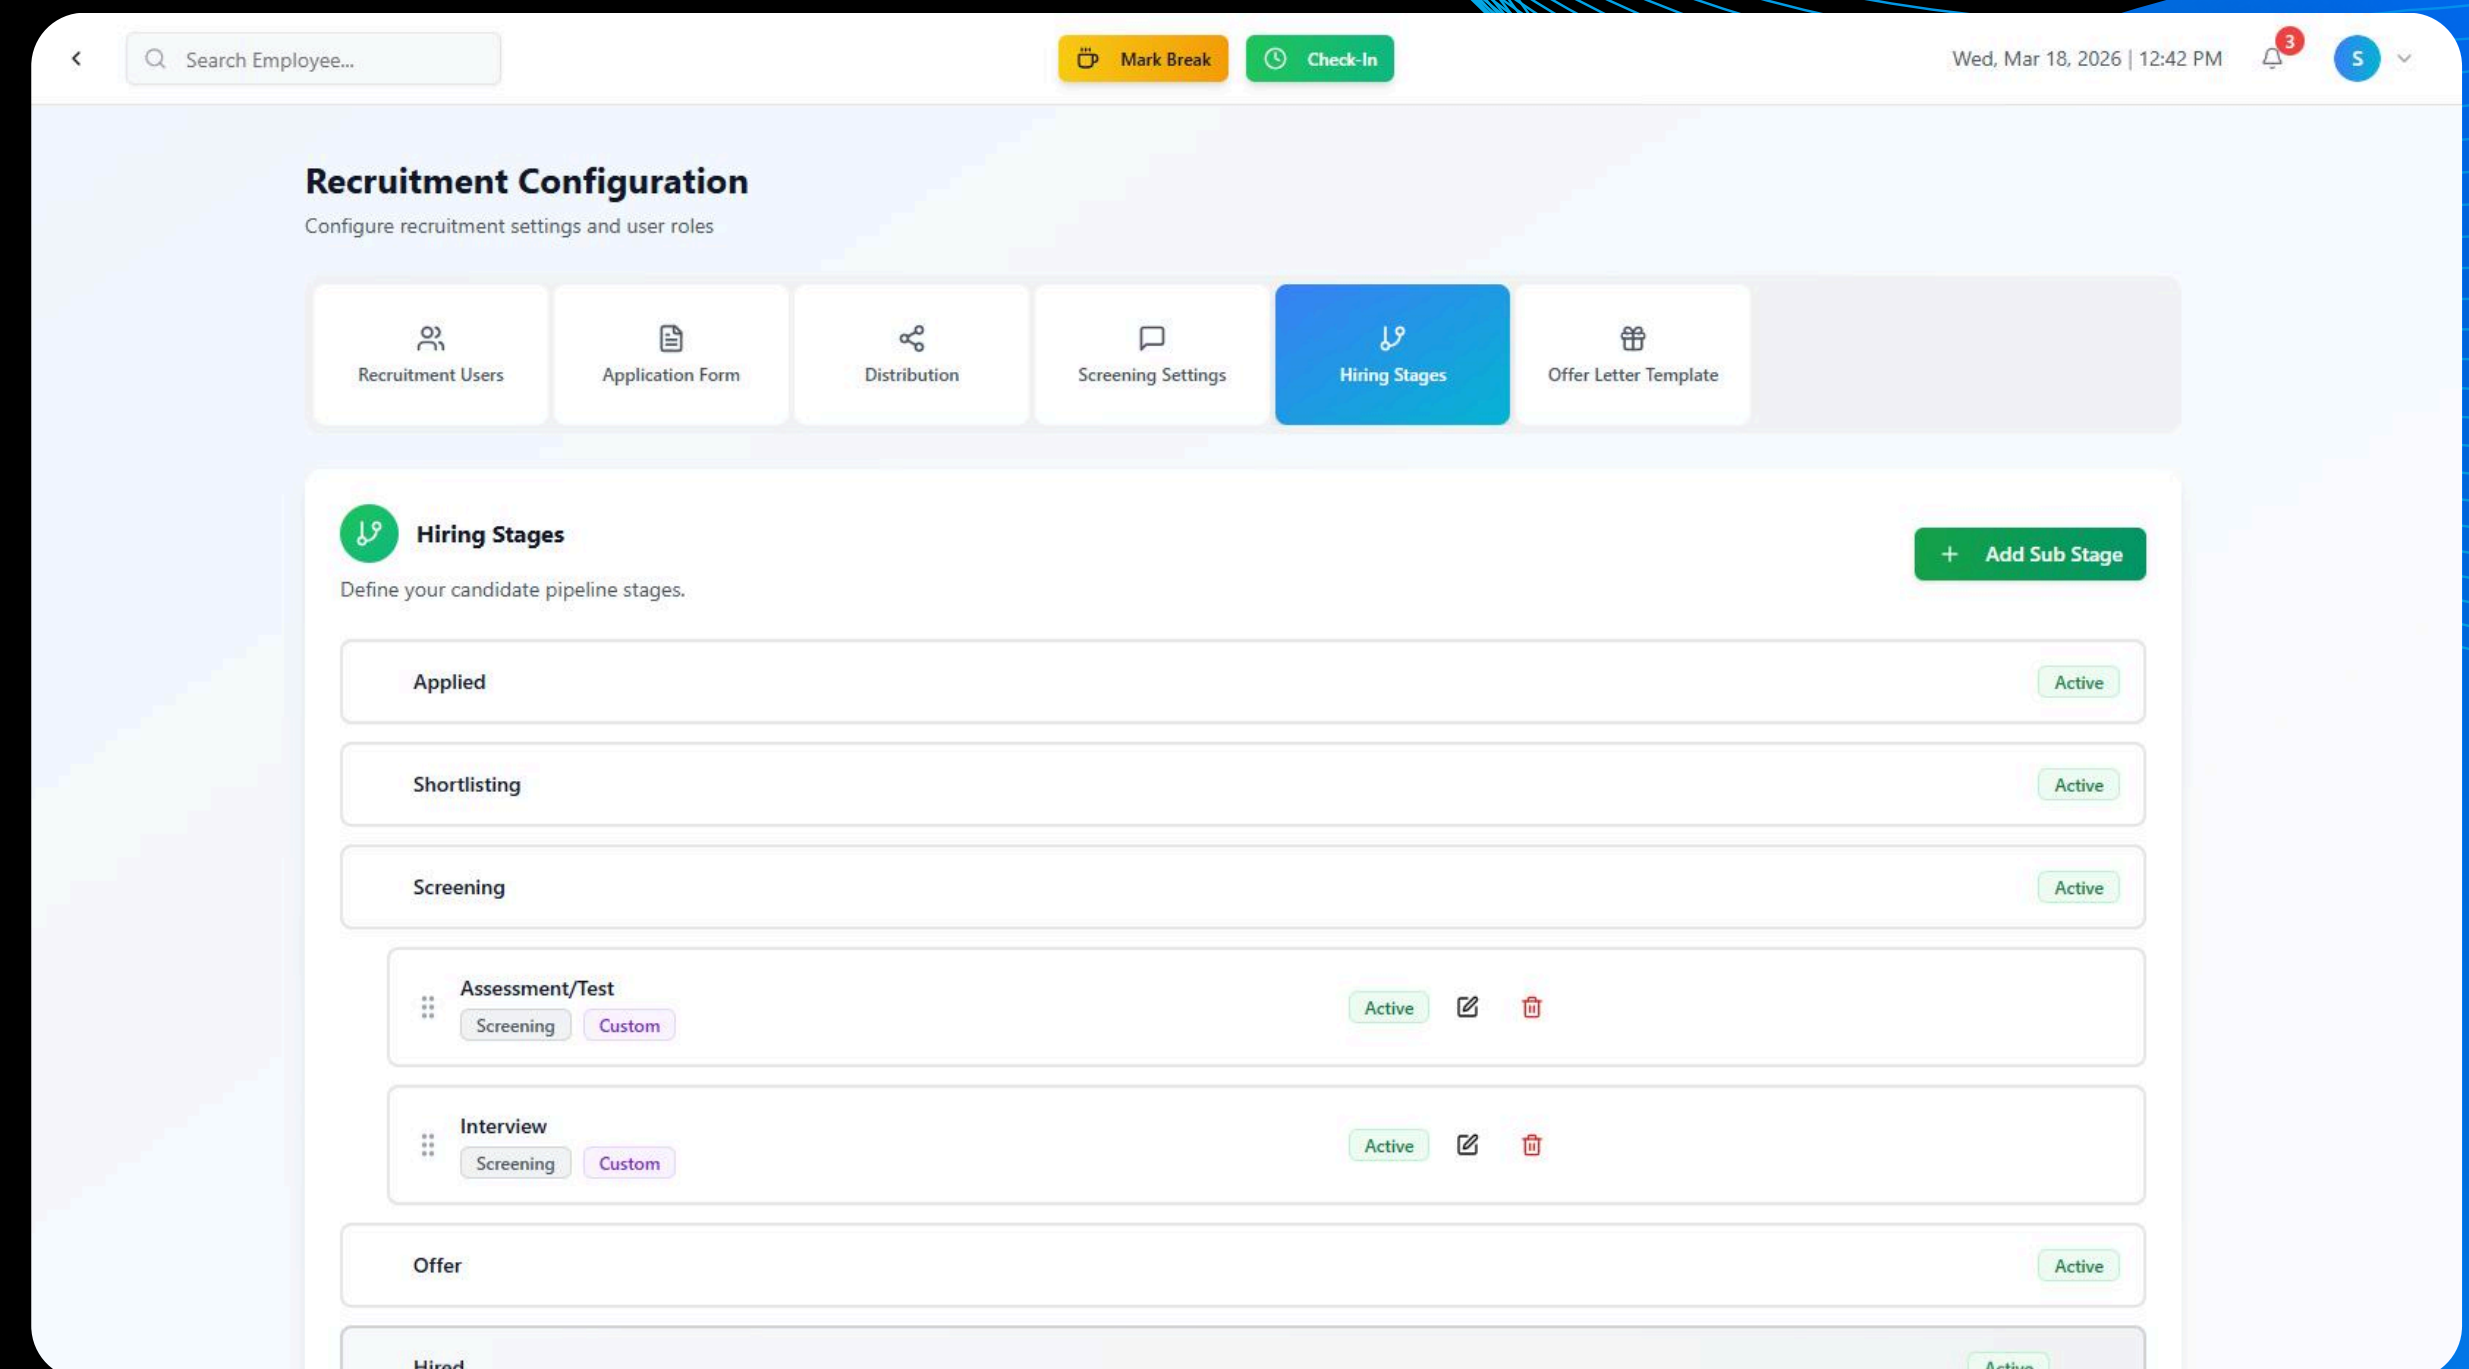 Search Employee...
Mark Break
Check-In
Wed, Mar 18, 2026 | 12:42 PM
3
S
Recruitment Configuration
Configure recruitment settings and user roles
Recruitment Users
Application Form
Distribution
Screening Settings
Hiring Stages
Offer Letter Template
Hiring Stages
+ Add Sub Stage
Define your candidate pipeline stages.
Applied
Active
Shortlisting
Active
Screening
Active
Assessment/Test
Screening
Custom
Active
Interview
Screening
Custom
Active
Offer
Active
Hired
Active